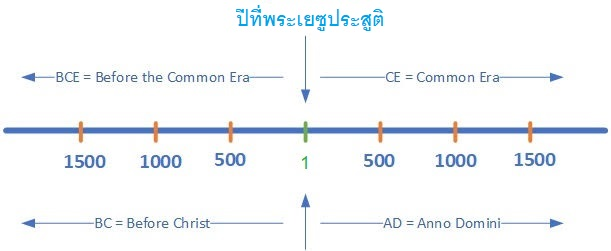 ปีที่พระเยซูประสูติ
BCE = Before the Common Era CE = Common Era
1500 1000 500 1 500 1000 1500
BC = Before Christ AD = Anno Domini